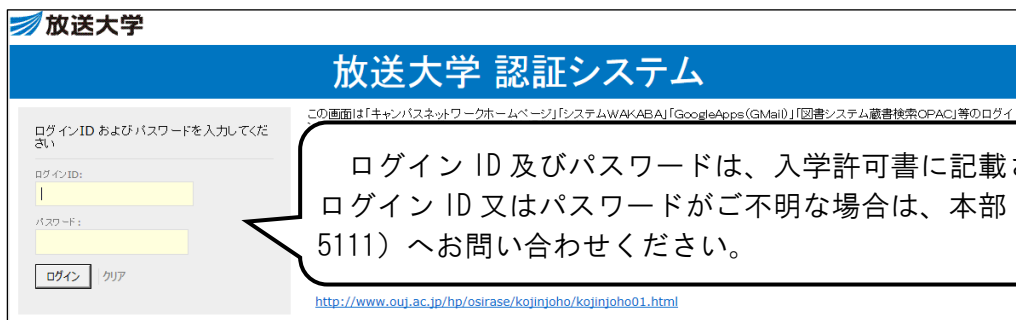 放送大学
放送大学 認証システム
ログインID およびパスワードを入力してくだ
さい
ログインID:
パスワード:
ログイン クリア
この画面は「キャンパスネットワークホームページ」「システムWAKABA」「GoogleApps(GMail)」「図書システム蔵書検索OPAC」等のログイ
ログイン ID 及びパスワードは、入学許可書に記載
ログイン ID 又はパスワードがご不明な場合は、本部
5111）へお問い合わせください。
http://www.ouj.ac.jp/hp/osirase/kojinjoho/kojinjoho01.html